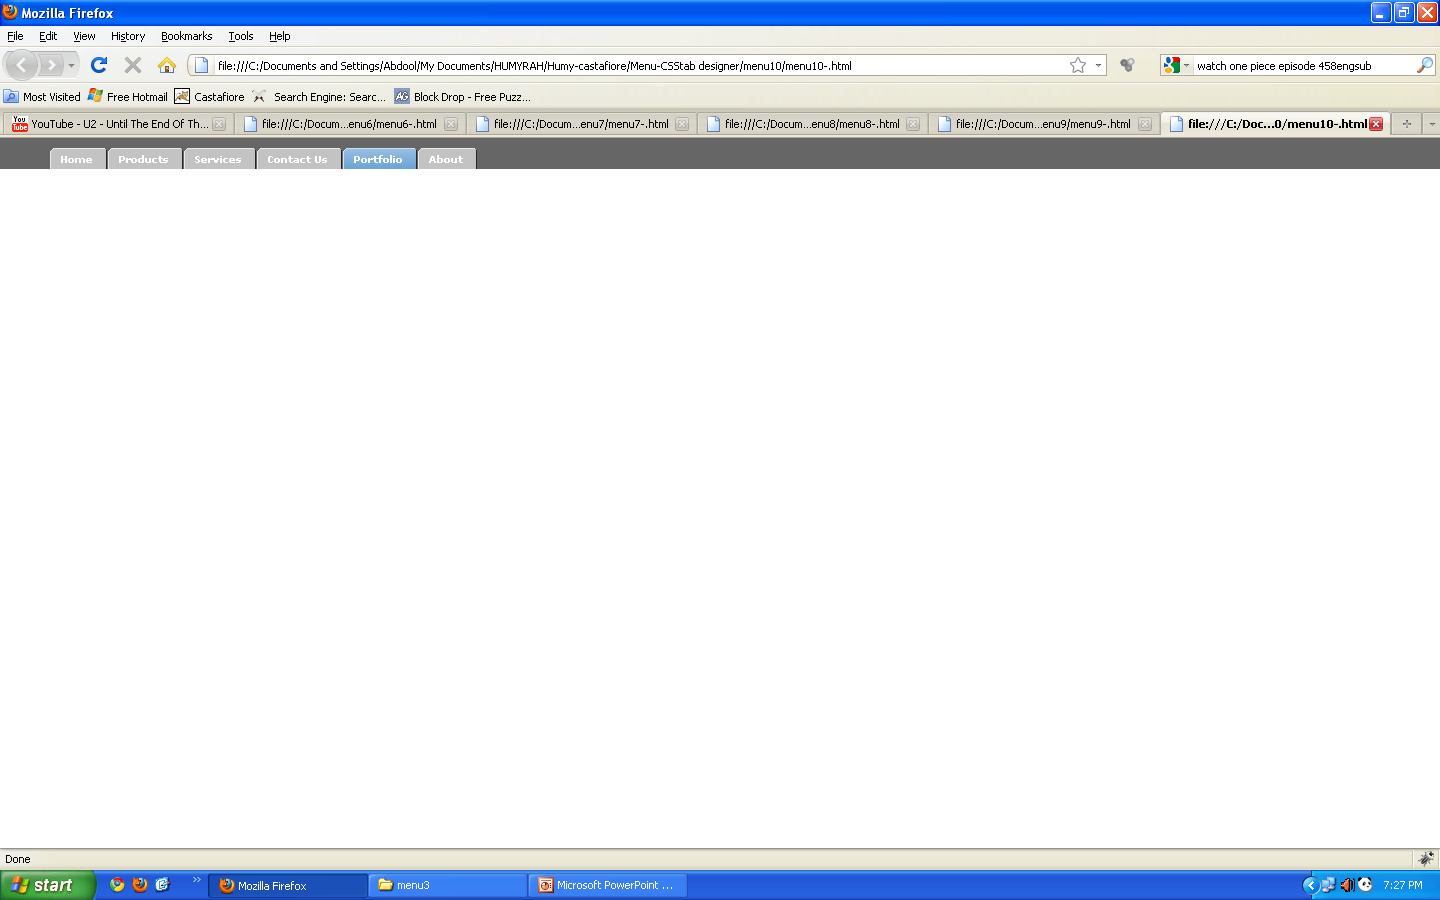 Mozilla Firefox
File Edit View History Bookmarks Tools Help
file:///C:/Documents and Settings/Abdool/My Documents/HUMYRAH/Humy-castafiore/Menu-CSStab designer/menu10/menu10-.html watch one piece episode 458engsub
Most Visited Free Hotmail Castafiore Search Engine: Searc... AG Block Drop - Free Puzz...
You Tube YouTube - U2 - Until The End Of Th... file:///C:/Docum...enu6/menu6-.html file:///C:/Docum...enu7/menu7-.html file:///C:/Docum...enu8/menu8-.html file:///C:/Docum...enu9/menu9-.html file:///C:/Doc...0/menu10-.html
Home Products Services Contact Us Portfolio About
Done
start Mozilla Firefox menu3 Microsoft PowerPoint ... 7:27 PM